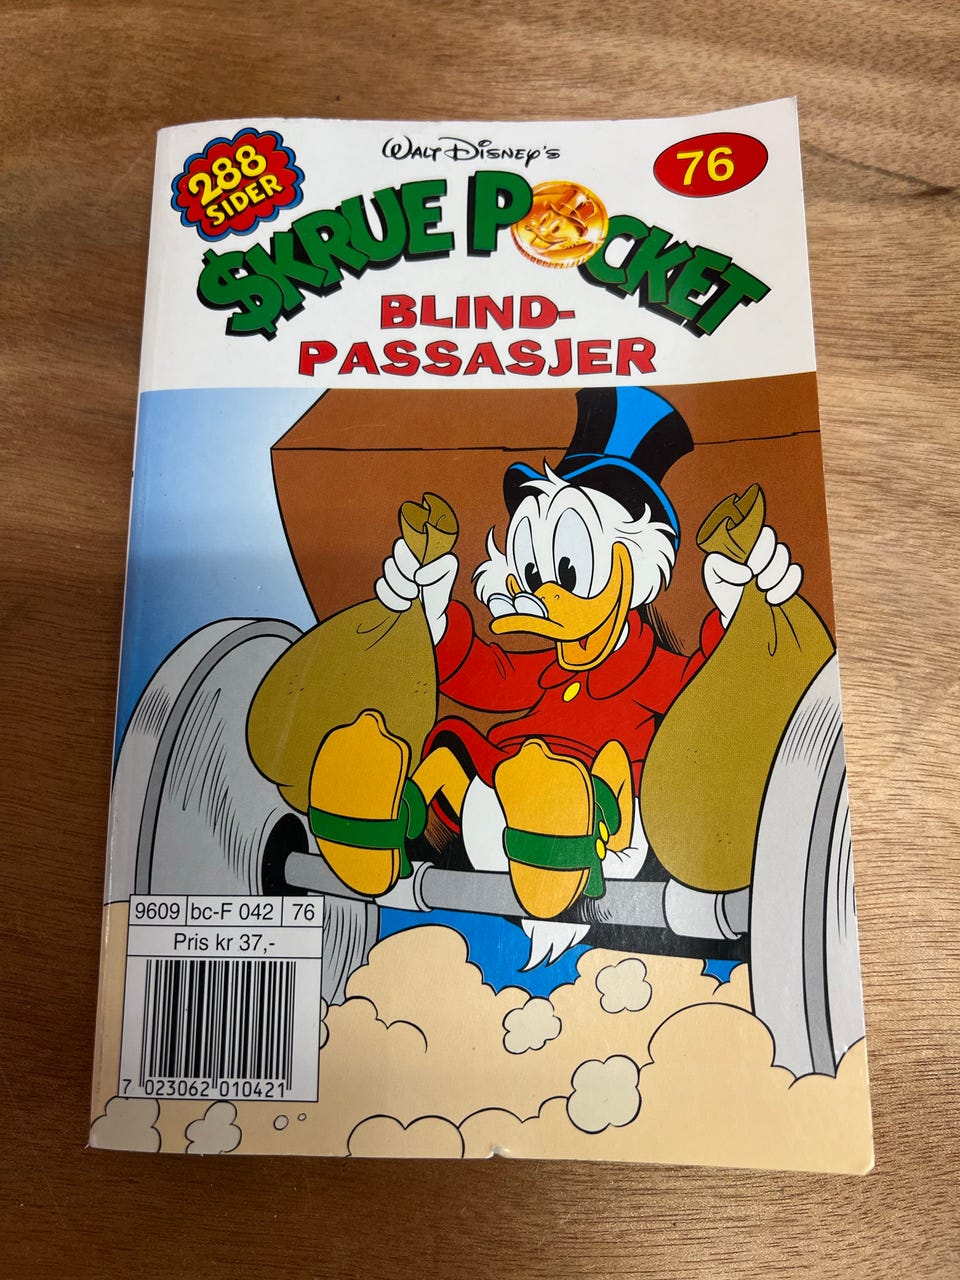 288
SIDER
WALT DISNEY'S
76
$KRUE POCKET
BLIND-
PASSASJER
9609 bc-F 042 76
Pris kr 37,-
7 023062 010421